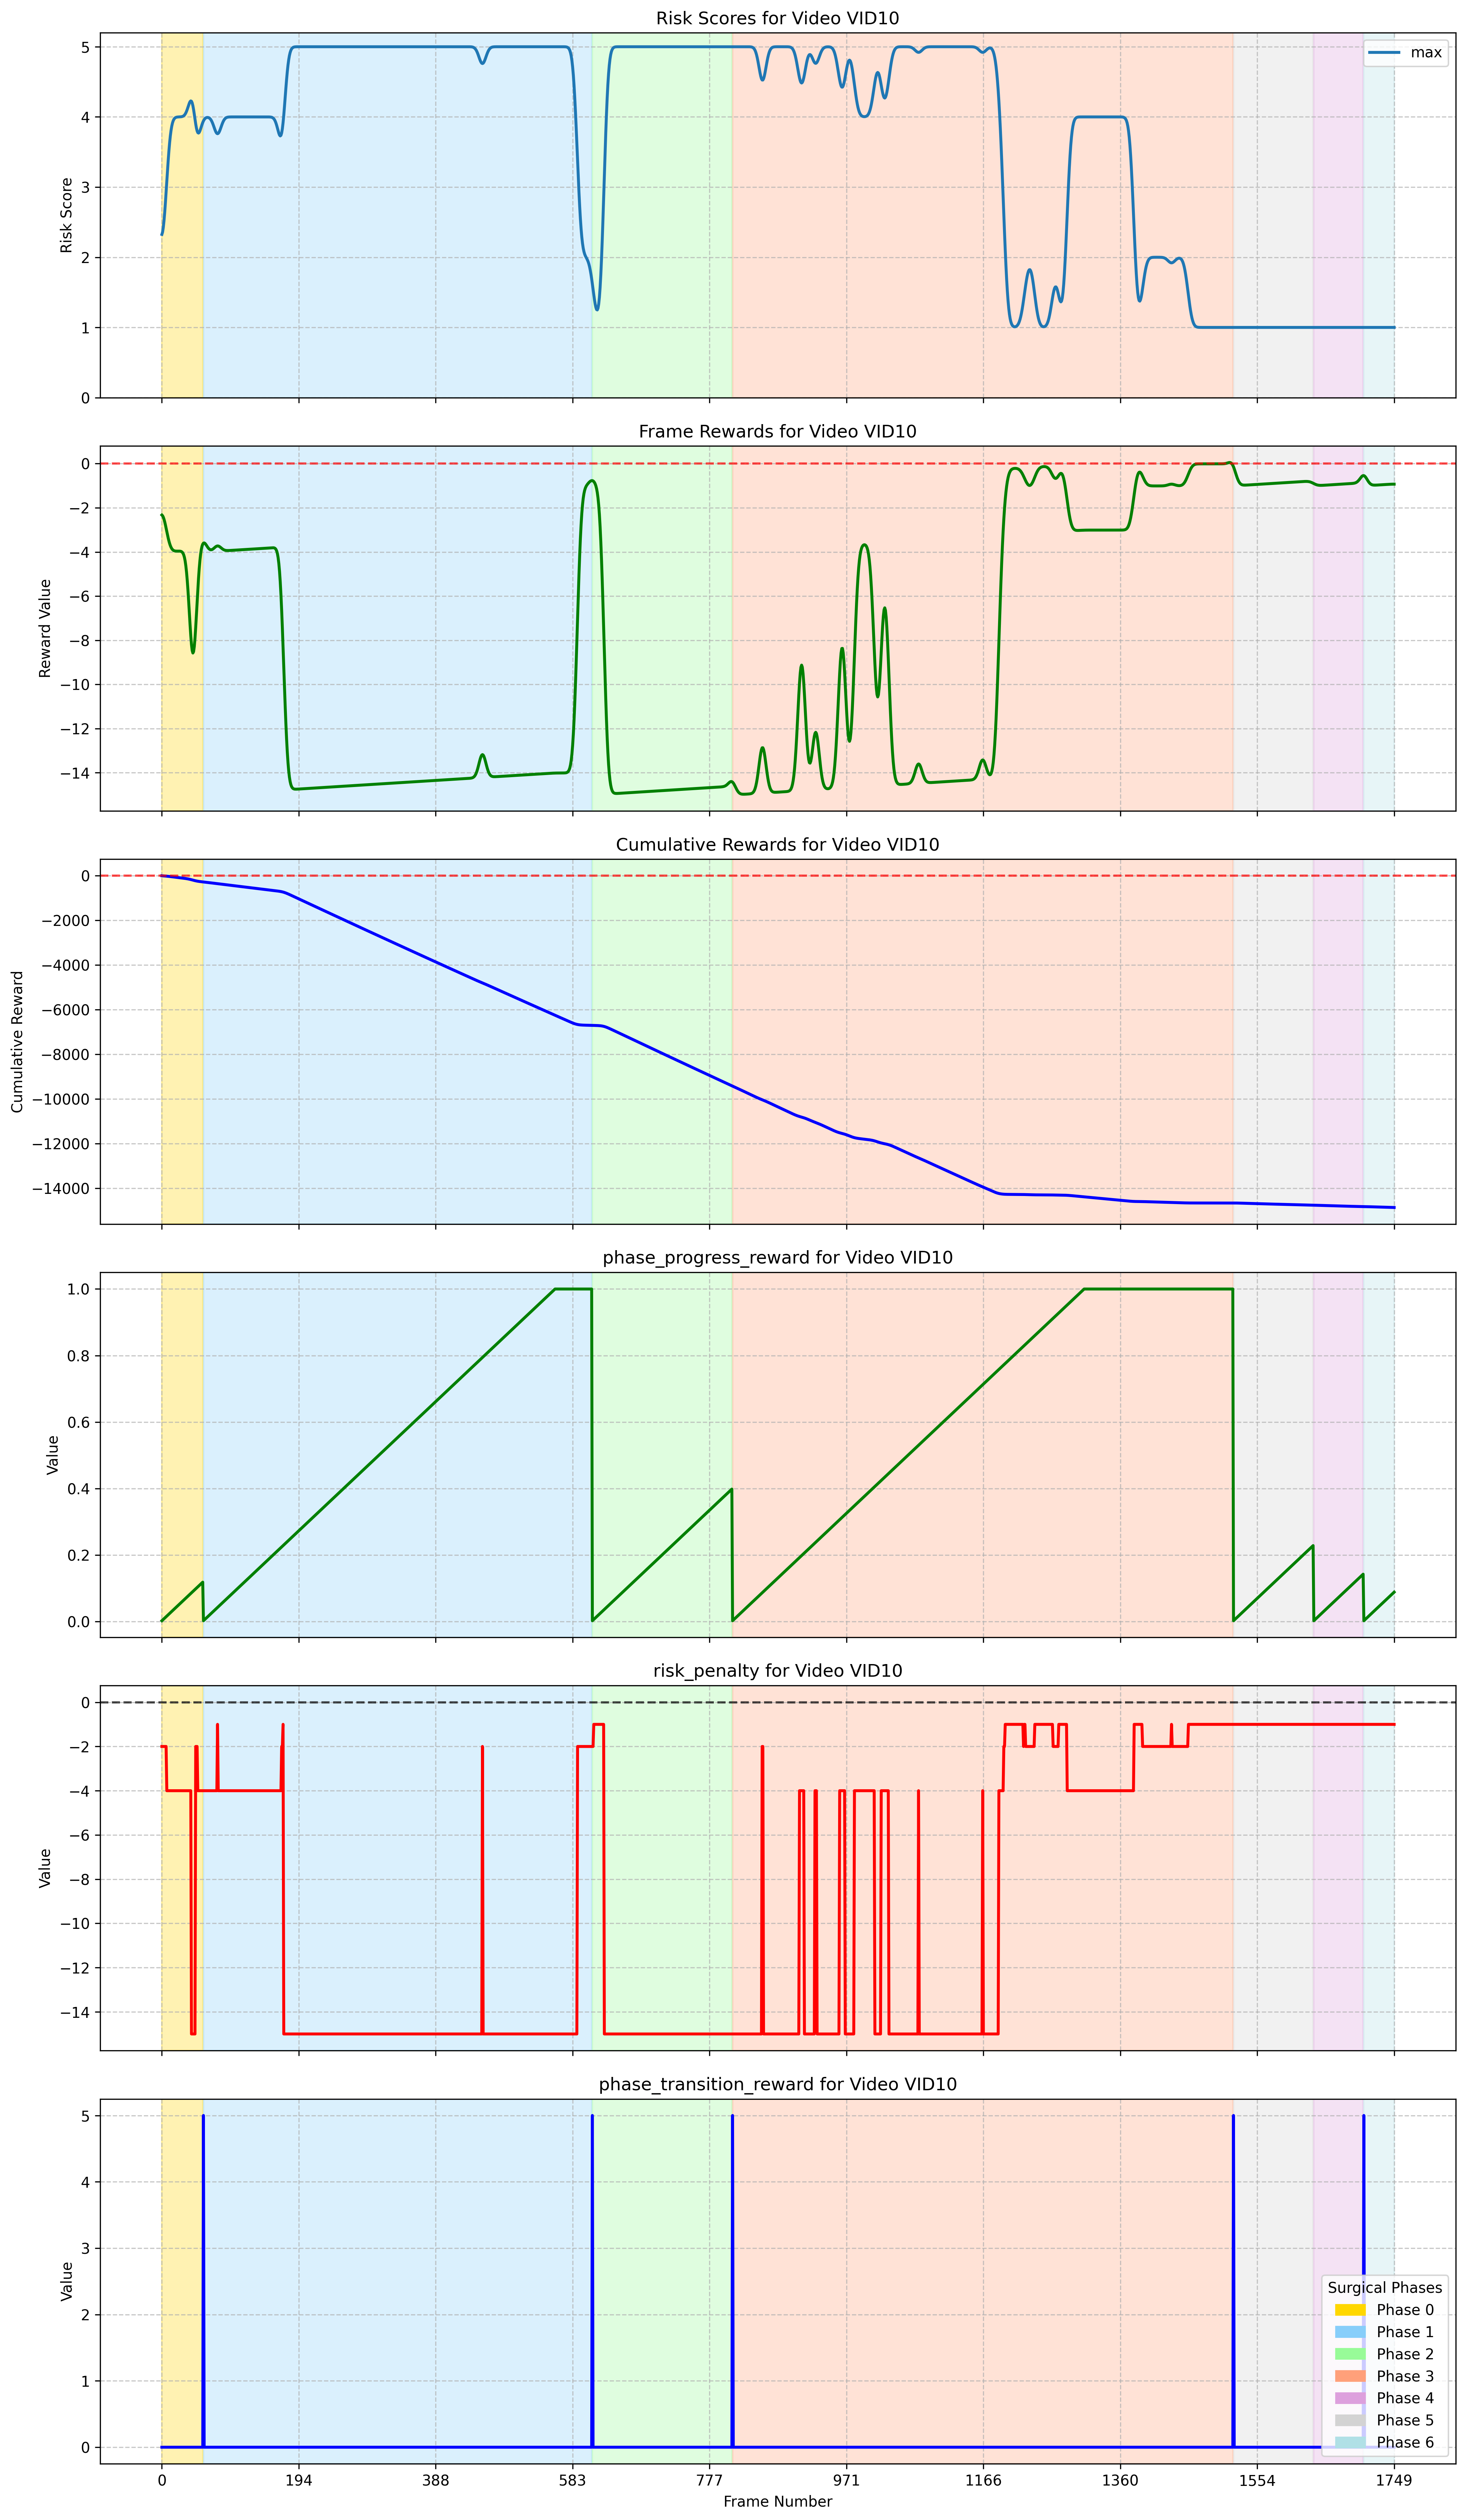 Risk Scores for Video VID10
max
5
4
3
2
1
0
Risk Score
Frame Rewards for Video VID10
0
−2
−4
−6
−8
−10
−12
−14
Reward Value
Cumulative Rewards for Video VID10
0
−2000
−4000
−6000
−8000
−10000
−12000
−14000
Cumulative Reward
phase_progress_reward for Video VID10
1.0
0.8
0.6
0.4
0.2
0.0
Value
risk_penalty for Video VID10
0
−2
−4
−6
−8
−10
−12
−14
Value
phase_transition_reward for Video VID10
5
4
3
2
1
0
Value
Surgical Phases
Phase 0
Phase 1
Phase 2
Phase 3
Phase 4
Phase 5
Phase 6
0 194 388 583 777 971 1166 1360 1554 1749
Frame Number